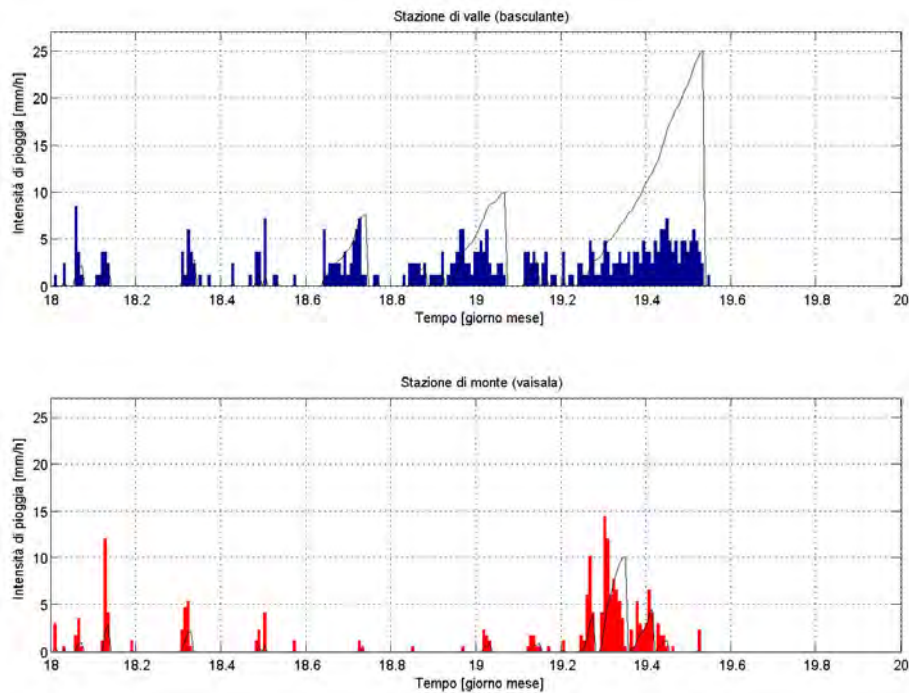 Stazione di valle (basculante)
Intensità di pioggia [mm/h]
25
20
15
10
5
0
18 18.2 18.4 18.6 18.8 19 19.2 19.4 19.6 19.8 20
Tempo [giorno mese]
Stazione di monte (vaisala)
Intensità di pioggia [mm/h]
25
20
15
10
5
0
18 18.2 18.4 18.6 18.8 19 19.2 19.4 19.6 19.8 20
Tempo [giorno mese]